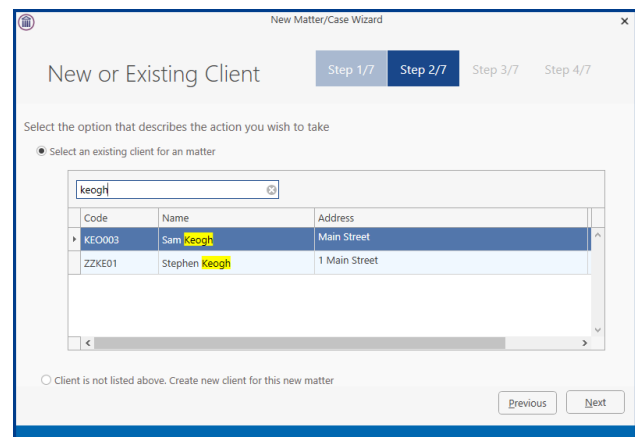 New Matter/Case Wizard
New or Existing Client
Step 1/7 Step 2/7 Step 3/7 Step 4/7
Select the option that describes the action you wish to take
Select an existing client for an matter
keogh
Code Name Address
KEO003 Sam Keogh Main Street
ZZKE01 Stephen Keogh 1 Main Street
Client is not listed above. Create new client for this new matter
Previous Next